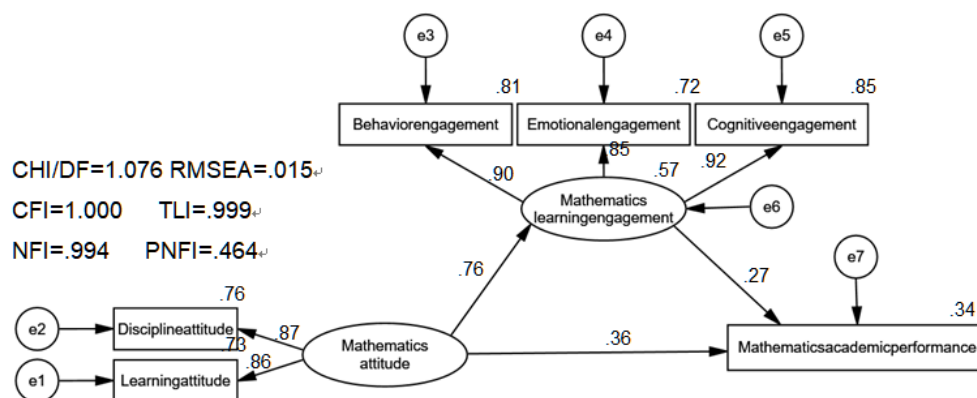 e3
e4
e5
.81
.72
.85
Behaviorengagement
Emotionalengagement
Cognitiveengagement
CHI/DF=1.076 RMSEA=.015
.90
.85
.57
.92
CFI=1.000 TLI=.999
Mathematics
learningengagement
e6
NFI=.994 PNFI=.464
e7
.76
.27
.76
.34
e2
Disciplineattitude
.87
.73
Mathematics
attitude
.36
Mathematicsacademicperformance
e1
Learningattitude
.86